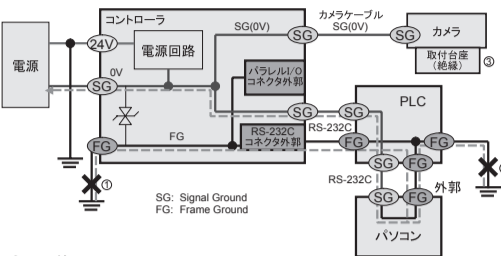 コントローラ
電源
24V
電源回路
0V
SG
SG(0V)
SG
カメラケーブル
SG(0V)
SG
カメラ
取付台座
(絶縁)
③
パラレルI/O
コネクタ外部
SG
SG
PLC
RS-232C
FG
FG
RS-232C
コネクタ外郭
FG
FG
SG
FG
RS-232C
外郭
SG
FG
パソコン
①
SG: Signal Ground
FG: Frame Ground